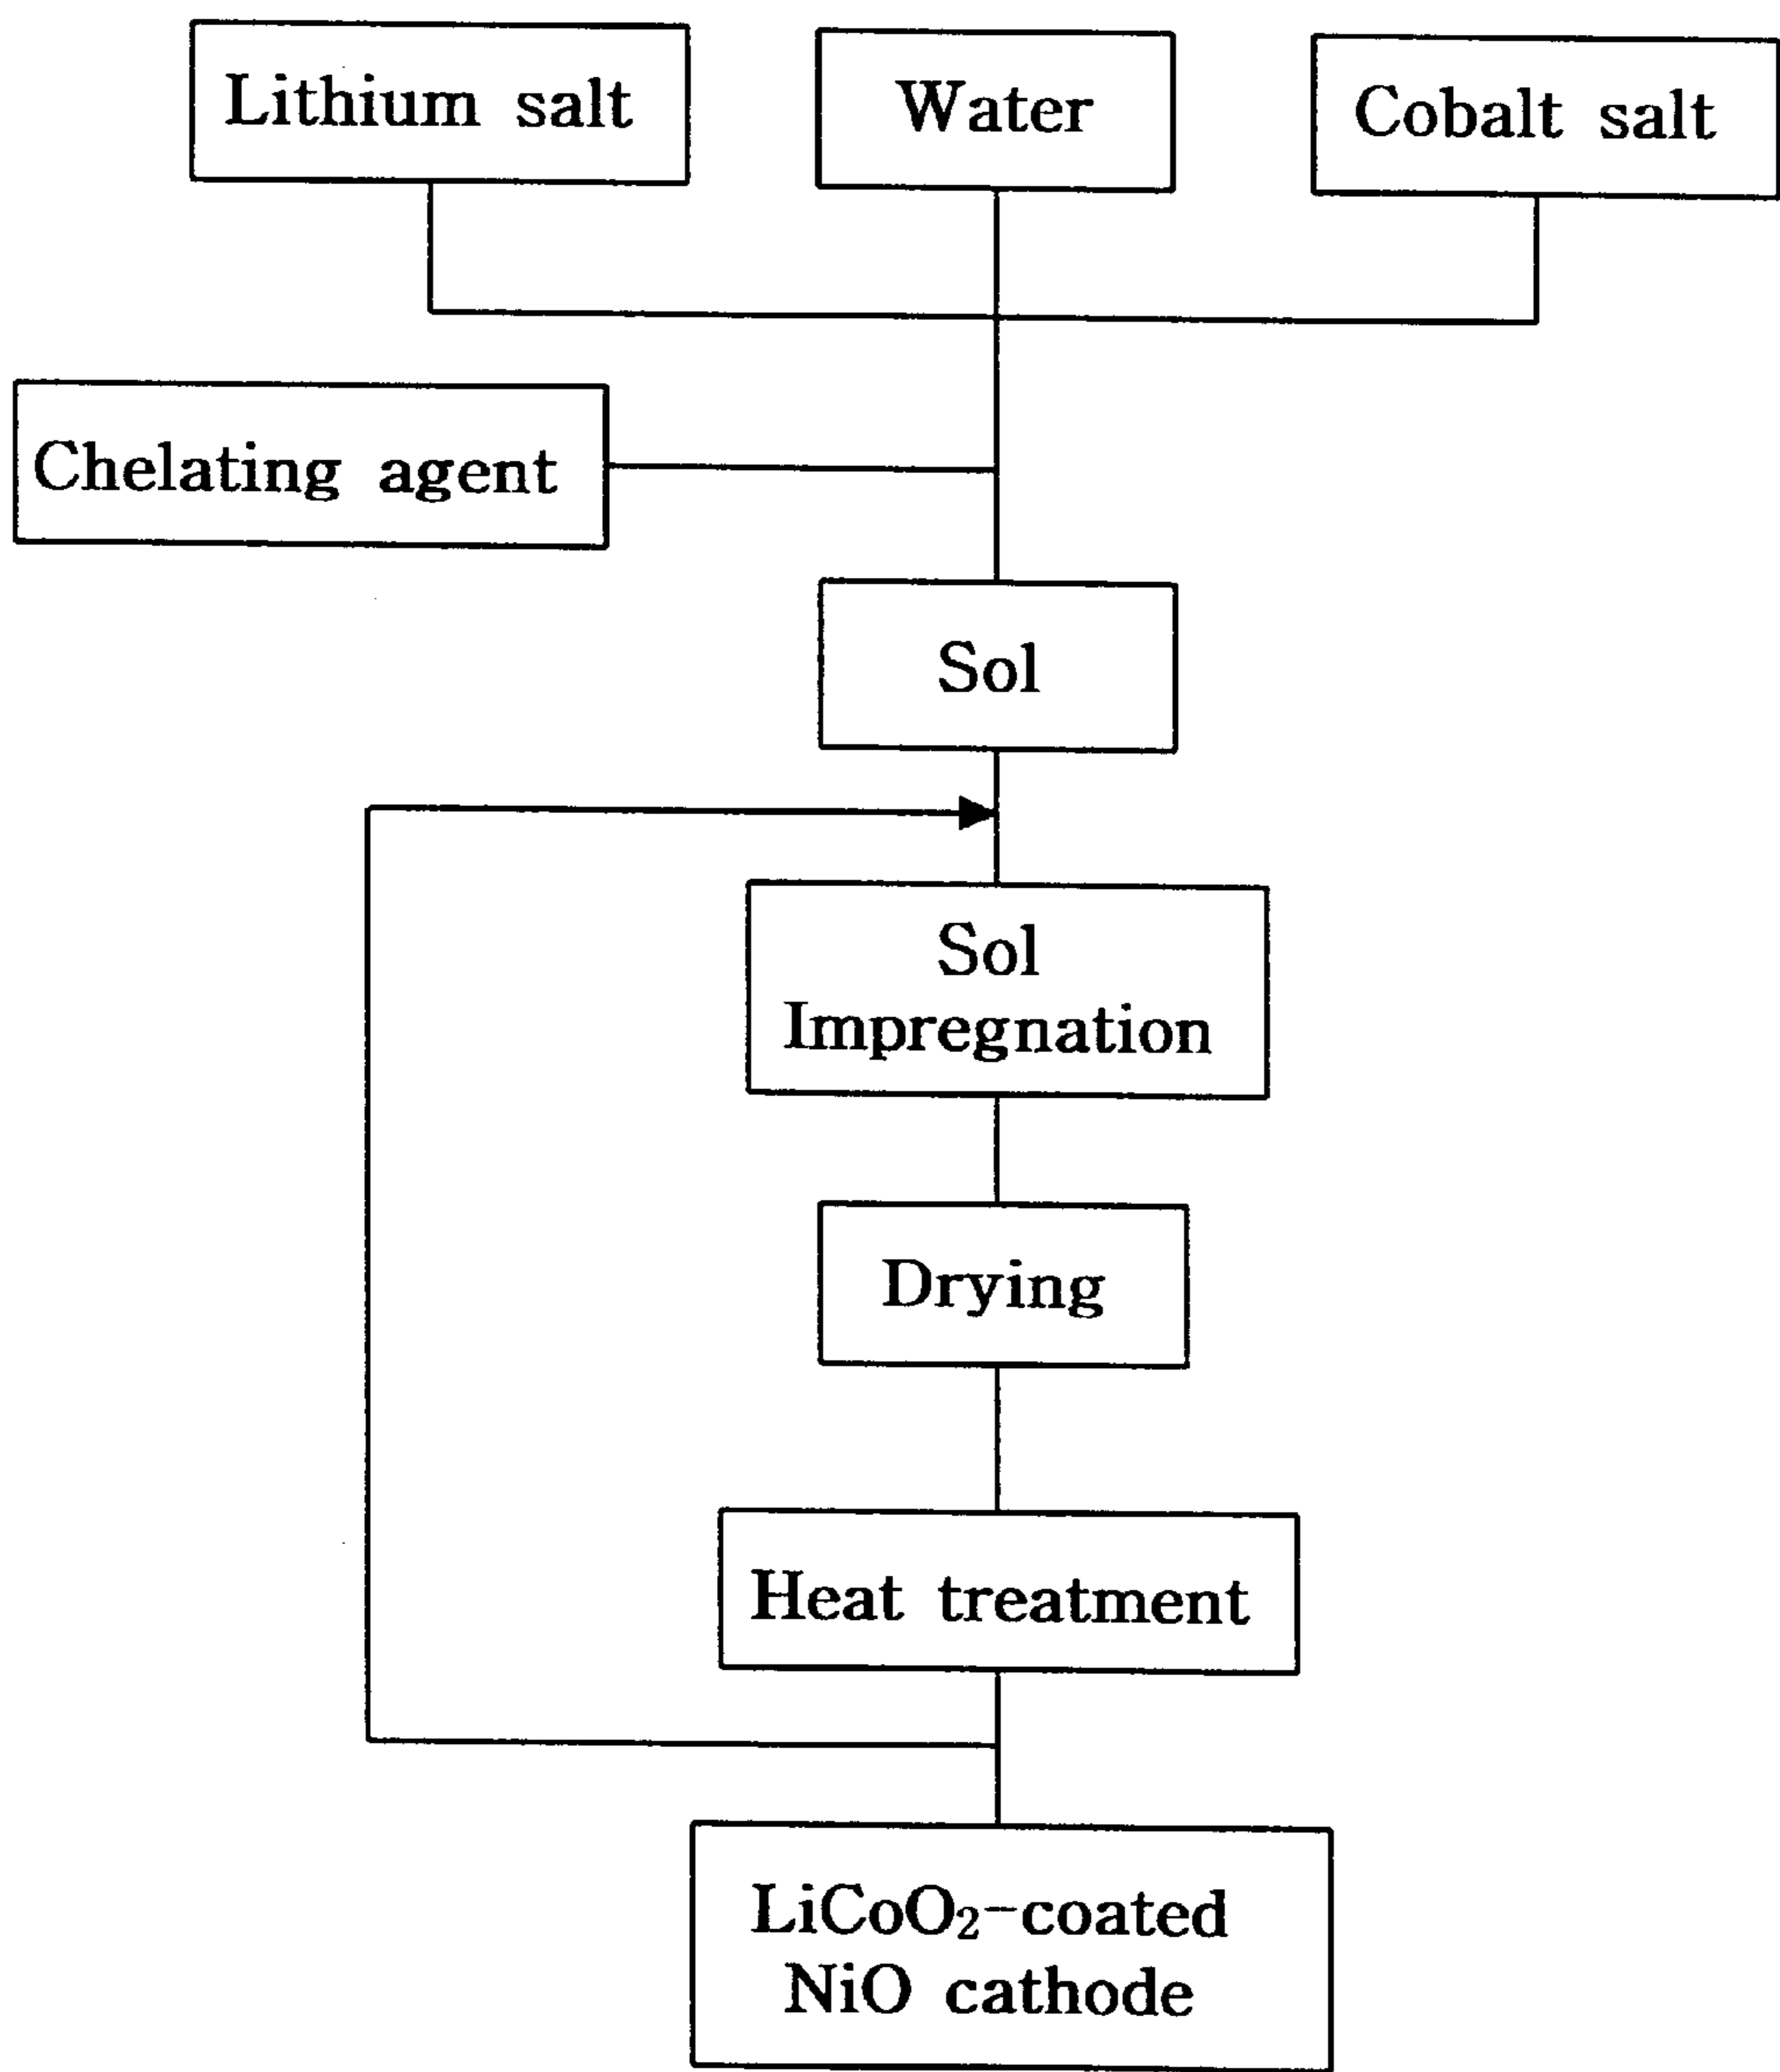 Lithium salt
Water
Cobalt salt
Chelating agent
Sol
Sol
Impregnation
Drying
Heat treatment
LiCoO₂-coated
NiO cathode